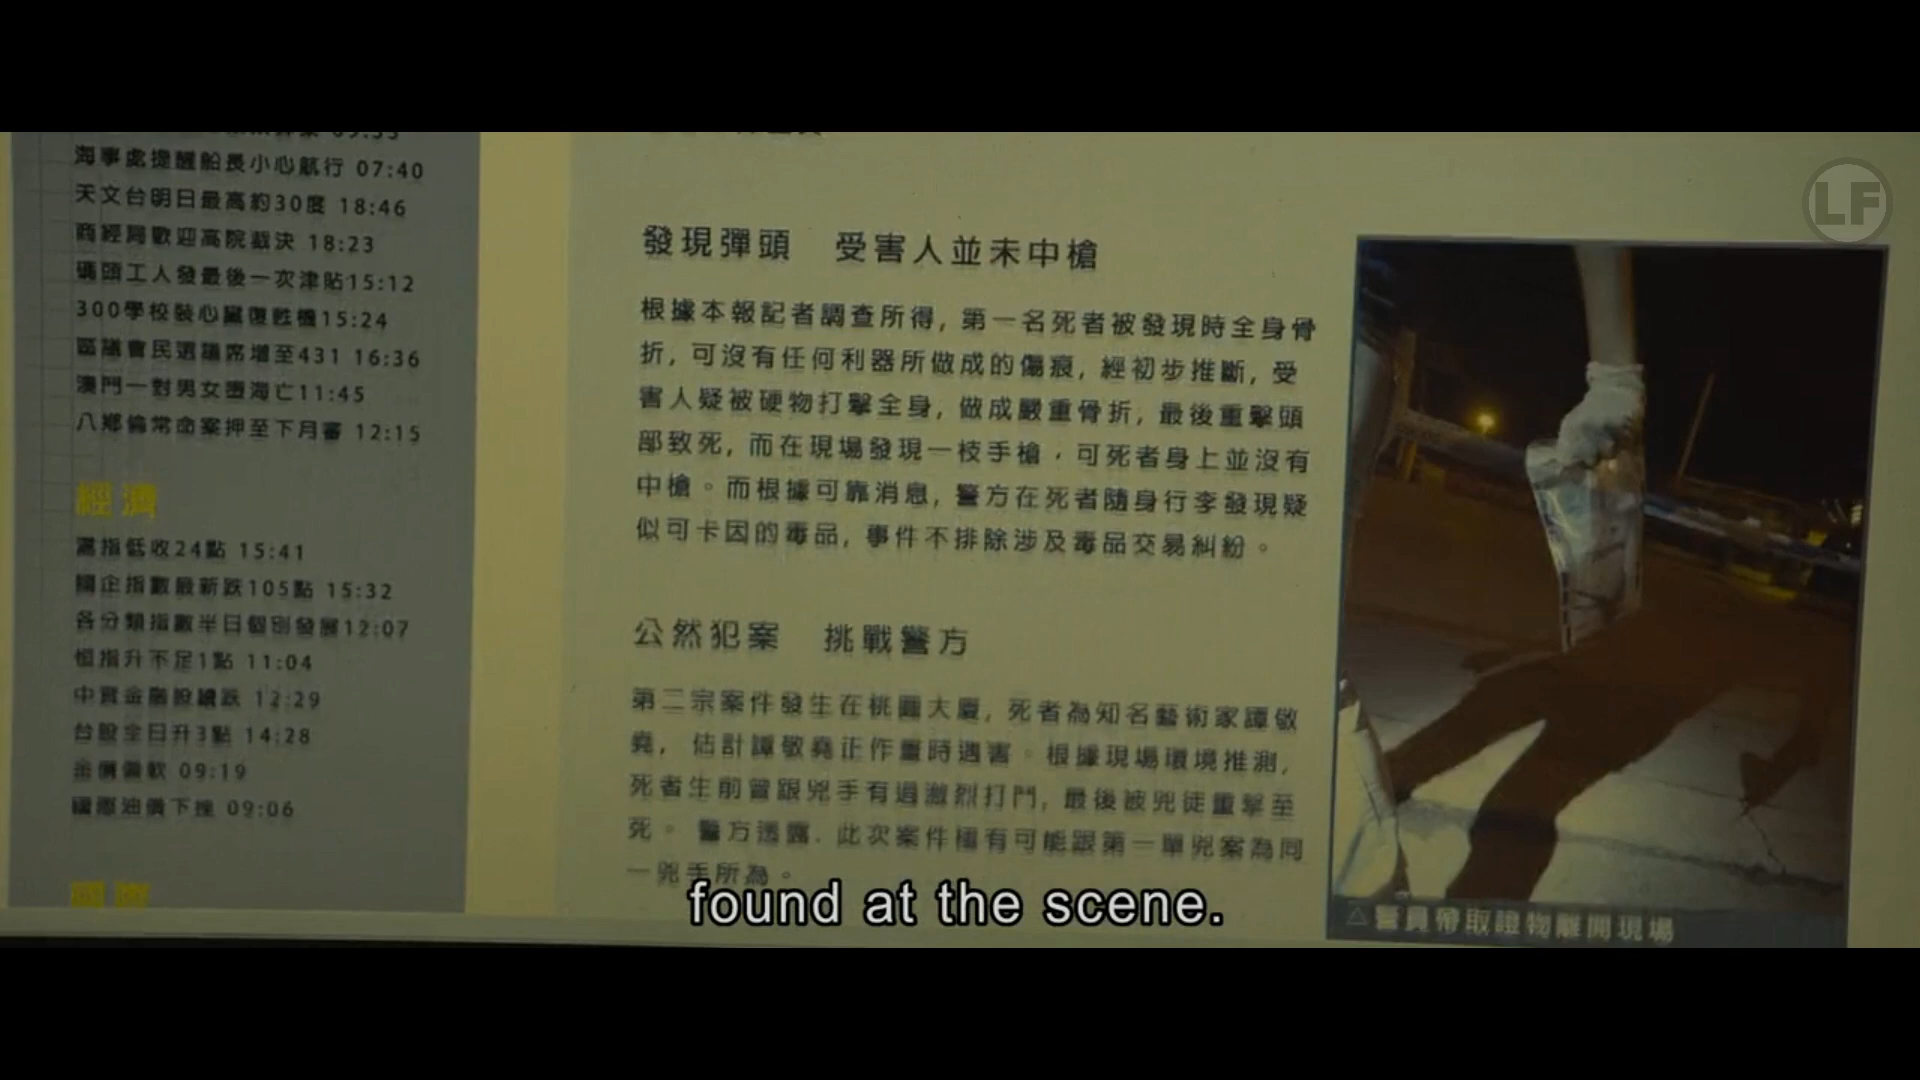 LF
海事處提醒船長小心航行 07:40
天文台明日最高約30度 18:46
商經局歡迎高院裁決 18:23
碼頭工人發最後一次津貼15:12
300學校裝心臟復甦機15:24
區議會民選議席增至431 16:36
澳門一對男女墮海亡11:45
八鄉倫常命案押至下月審 12:15
經濟
滬指低收24點 15:41
國企指數最新跌105點 15:32
各分類指數半日個別發展12:07
恒指升不足1點 11:04
中資金融股續跌 12:29
台股全日升3點 14:28
金價偏軟 09:19
國際油價下挫 09:06
國際
發現彈頭 受害人並未中槍
根據本報記者調查所得, 第一名死者被發現時全身骨
折, 可沒有任何利器所做成的傷痕, 經初步推斷, 受
害人疑被硬物打擊全身, 做成嚴重骨折, 最後重擊頭
部致死, 而在現場發現一枝手槍，可死者身上並沒有
中槍。而根據可靠消息, 警方在死者隨身行李發現疑
似可卡因的毒品, 事件不排除涉及毒品交易糾紛。
公然犯案 挑戰警方
第二宗案件發生在桃園大廈, 死者為知名藝術家譚敬
堯, 估計譚敬堯正作畫時遇害。根據現場環境推測,
死者生前曾跟兇手有過激烈打鬥, 最後被兇徒重擊至
死。 警方透露. 此次案件極有可能跟第一單兇案為同
一兇手所為。
△警員帶取證物離開現場
found at the scene.